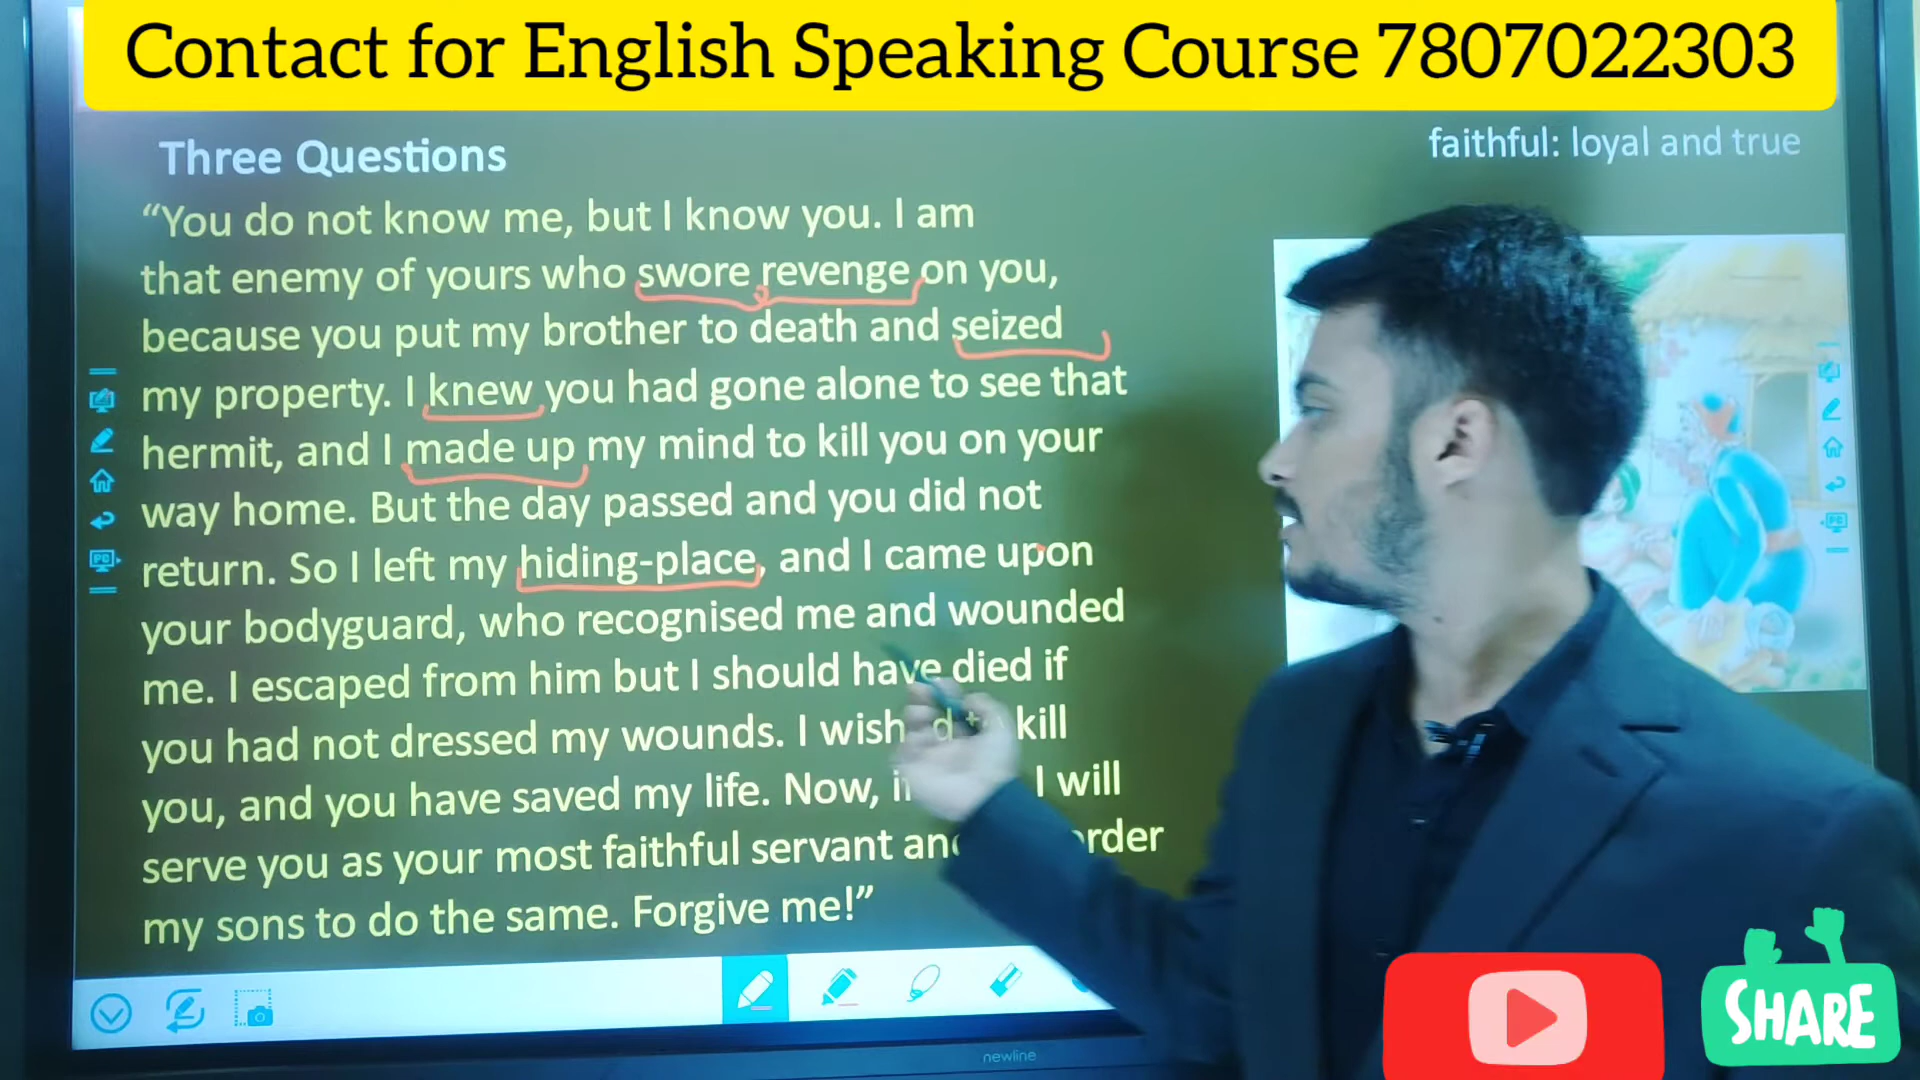 Contact for English Speaking Course 7807022303
Three Questions
faithful: loyal and true
“You do not know me, but I know you. I am
that enemy of yours who swore revenge on you,
because you put my brother to death and seized
my property. I knew you had gone alone to see that
hermit, and I made up my mind to kill you on your
way home. But the day passed and you did not
return. So I left my hiding-place, and I came upon
your bodyguard, who recognised me and wounded
me. I escaped from him but I should have died if
you had not dressed my wounds. I kill
you, and you have saved my life. Now, I will
serve you as your most faithful servant
my sons to do the same. Forgive me!”
PC
PC
newline
SHARE